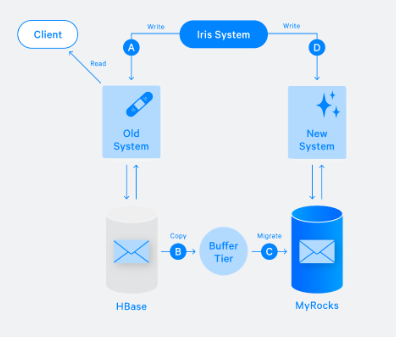 Write
Write
Client
Iris System
A
D
Read
Old
System
New
System
Copy
B
Buffer
Tier
Migrate
C
HBase
MyRocks